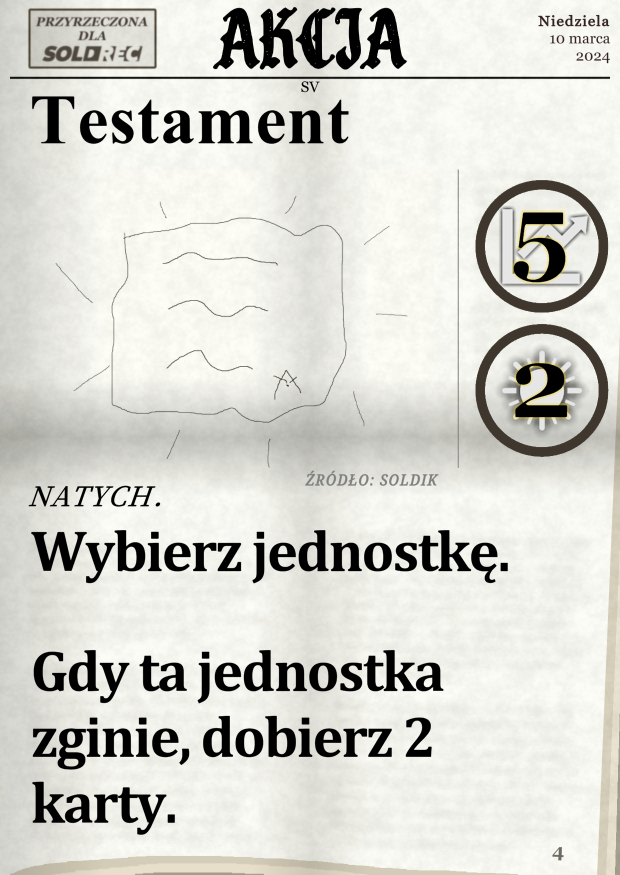 PRZYRZECZONA
DLA
SOLDREC
AKCJA
Niedziela
10 marca
2024
SV
Testament
5
2
ŹRÓDŁO: SOLDIK
NATYCH.
Wybierz jednostkę.
Gdy ta jednostka
zginie, dobierz 2
karty.
4